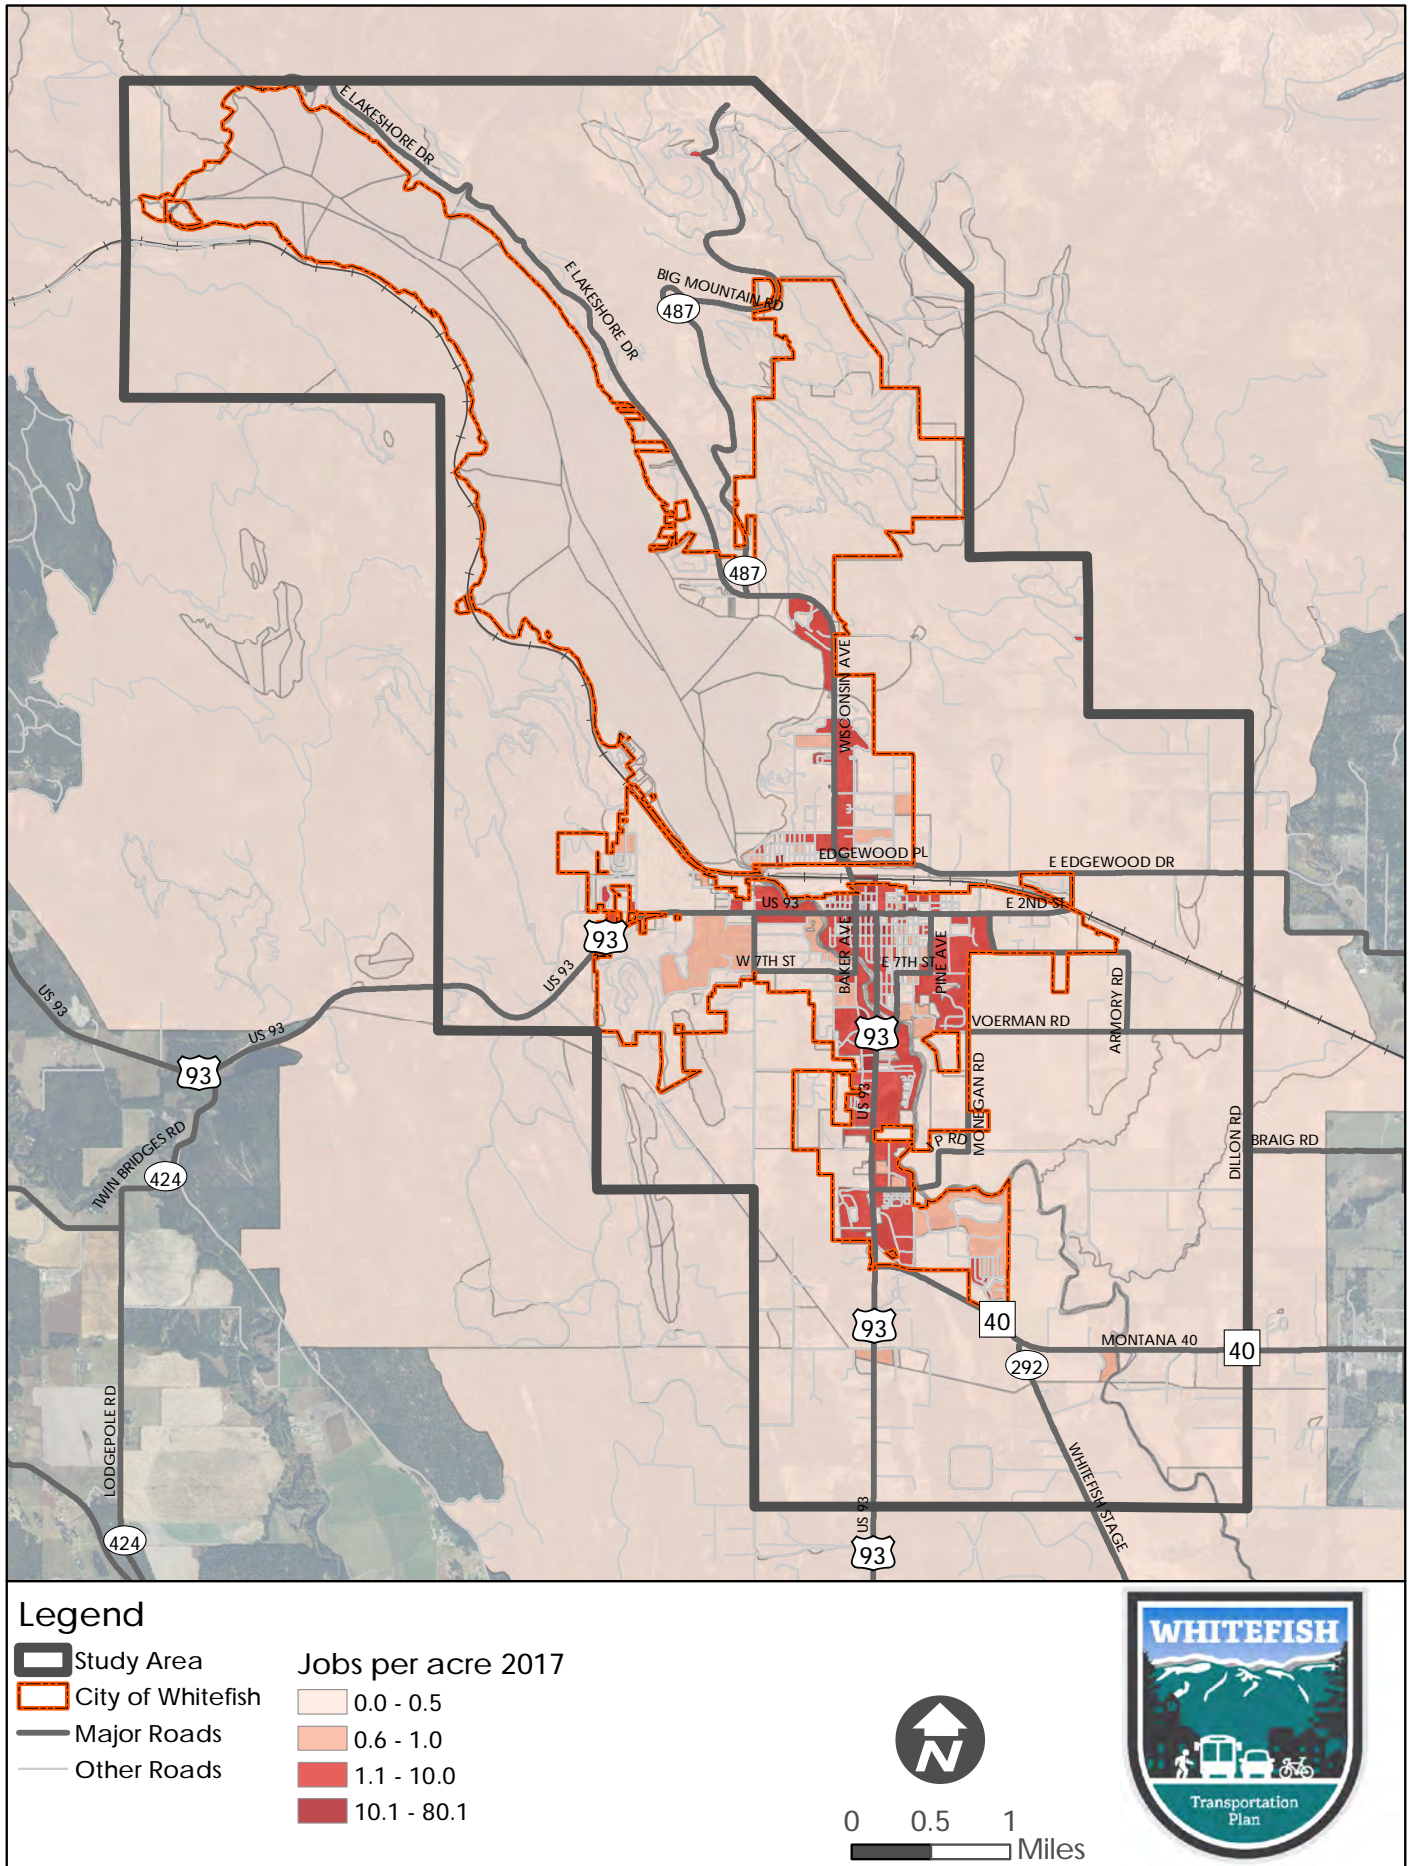 E LAKESHORE DR
E LAKESHORE DR
BIG MOUNTAIN RD
487
487
WISCONSIN AVE
EDGEWOOD PL
E EDGEWOOD DR
US 93
E 2ND ST
93
BAKER AVE
PINE AVE
W 7TH ST
E 7TH ST
US 93
US 93
US 93
ARMORY RD
VOERMAN RD
93
93
MONEGAN RD
US 93
DILLON RD
J P RD
BRAIG RD
TWIN BRIDGES RD
424
40
93
MONTANA 40
40
292
LODGEPOLE RD
WHITEFISH STAGE
US 93
424
93
Legend
Study Area
City of Whitefish
Major Roads
Other Roads
Jobs per acre 2017
0.0 - 0.5
0.6 - 1.0
1.1 - 10.0
10.1 - 80.1
N
0 0.5 1
Miles
WHITEFISH
Transportation
Plan